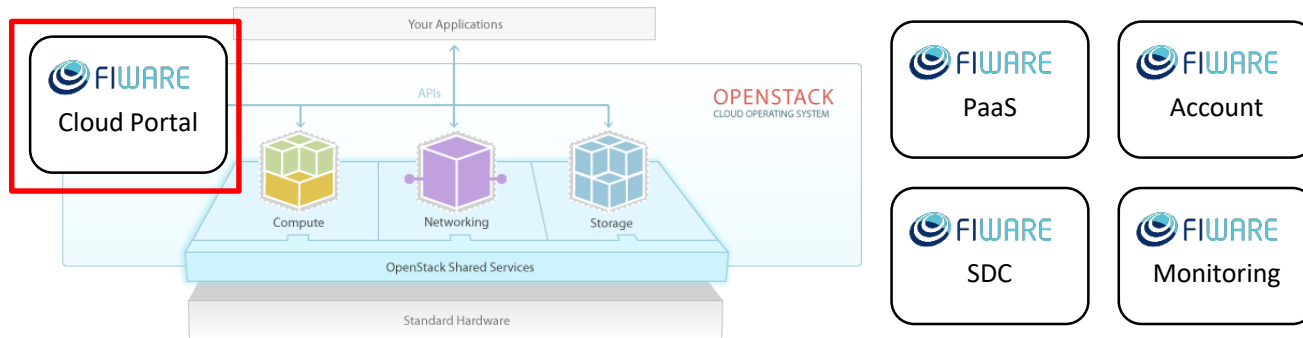 Your Applications
FIWARE
Cloud Portal
APIs
OPENSTACK
CLOUD OPERATING SYSTEM
Compute
Networking
Storage
OpenStack Shared Services
Standard Hardware
FIWARE
PaaS
FIWARE
Account
FIWARE
SDC
FIWARE
Monitoring